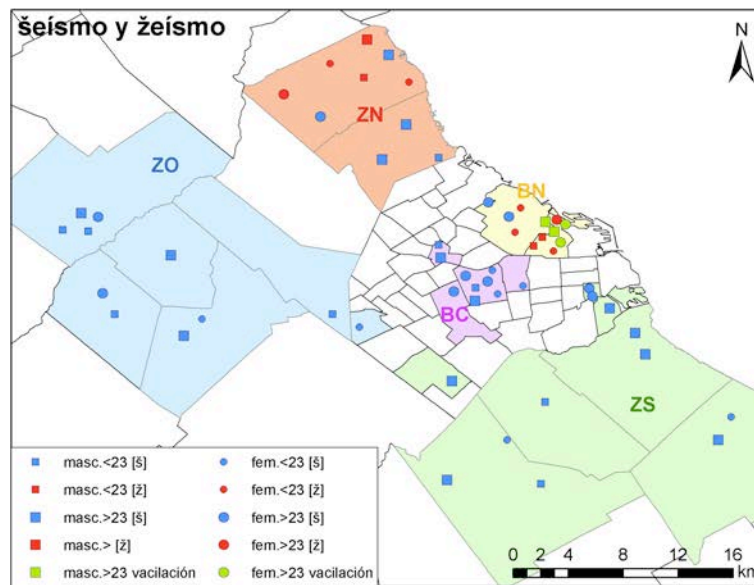 šeísmo y žeísmo
N
ZN
ZO
BN
BC
ZS
masc.<23 [š]
fem.<23 [š]
masc.<23 [ž]
fem.<23 [ž]
masc.>23 [š]
fem.>23 [š]
masc.> [ž]
fem.>23 [ž]
masc.>23 vacilación
fem.>23 vacilación
0 2 4 8 12 16
km